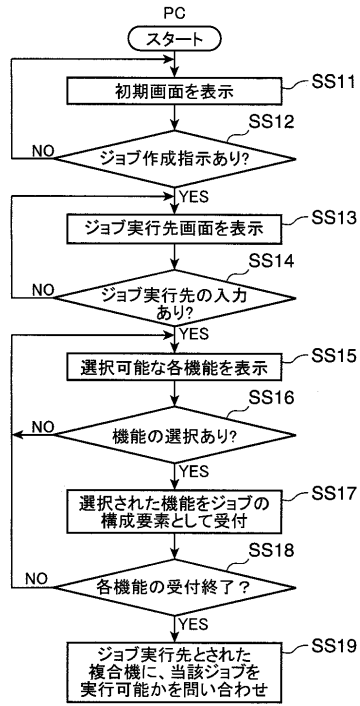 PC
スタート
SS11
初期画面を表示
SS12
ジョブ作成指示あり?
NO
YES
SS13
ジョブ実行先画面を表示
SS14
ジョブ実行先の入力
あり?
NO
YES
SS15
選択可能な各機能を表示
SS16
機能の選択あり?
NO
YES
SS17
選択された機能をジョブの
構成要素として受付
SS18
各機能の受付終了?
NO
YES
SS19
ジョブ実行先とされた
複合機に、当該ジョブを
実行可能かを問い合わせ